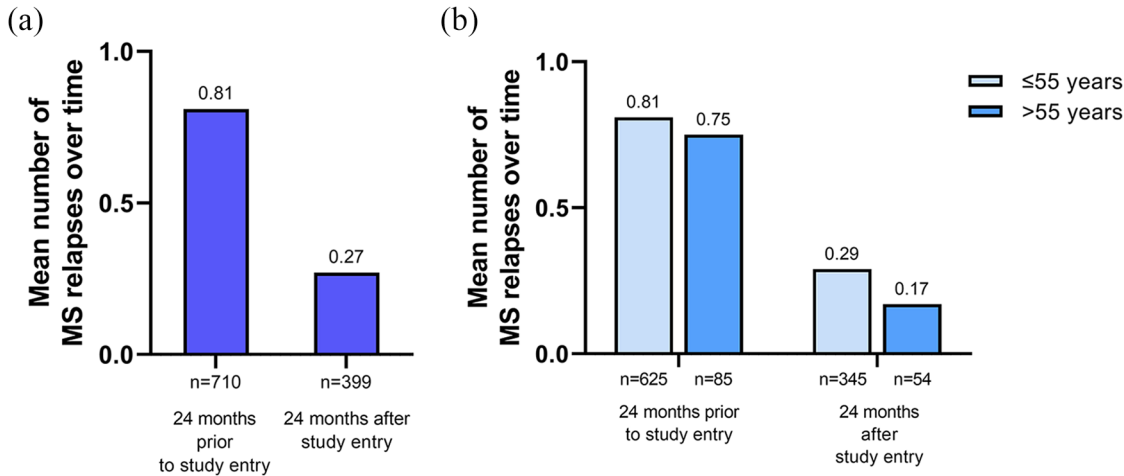 (a)
Mean number of
MS relapses over time
1.0
0.5
0.0
0.81
0.27
n=710
n=399
24 months
prior
to study entry
24 months after
study entry
(b)
Mean number of
MS relapses over time
1.0
0.5
0.0
0.81
0.75
0.29
0.17
n=625
n=85
n=345
n=54
24 months prior
to study entry
24 months
after
study entry
≤55 years
>55 years